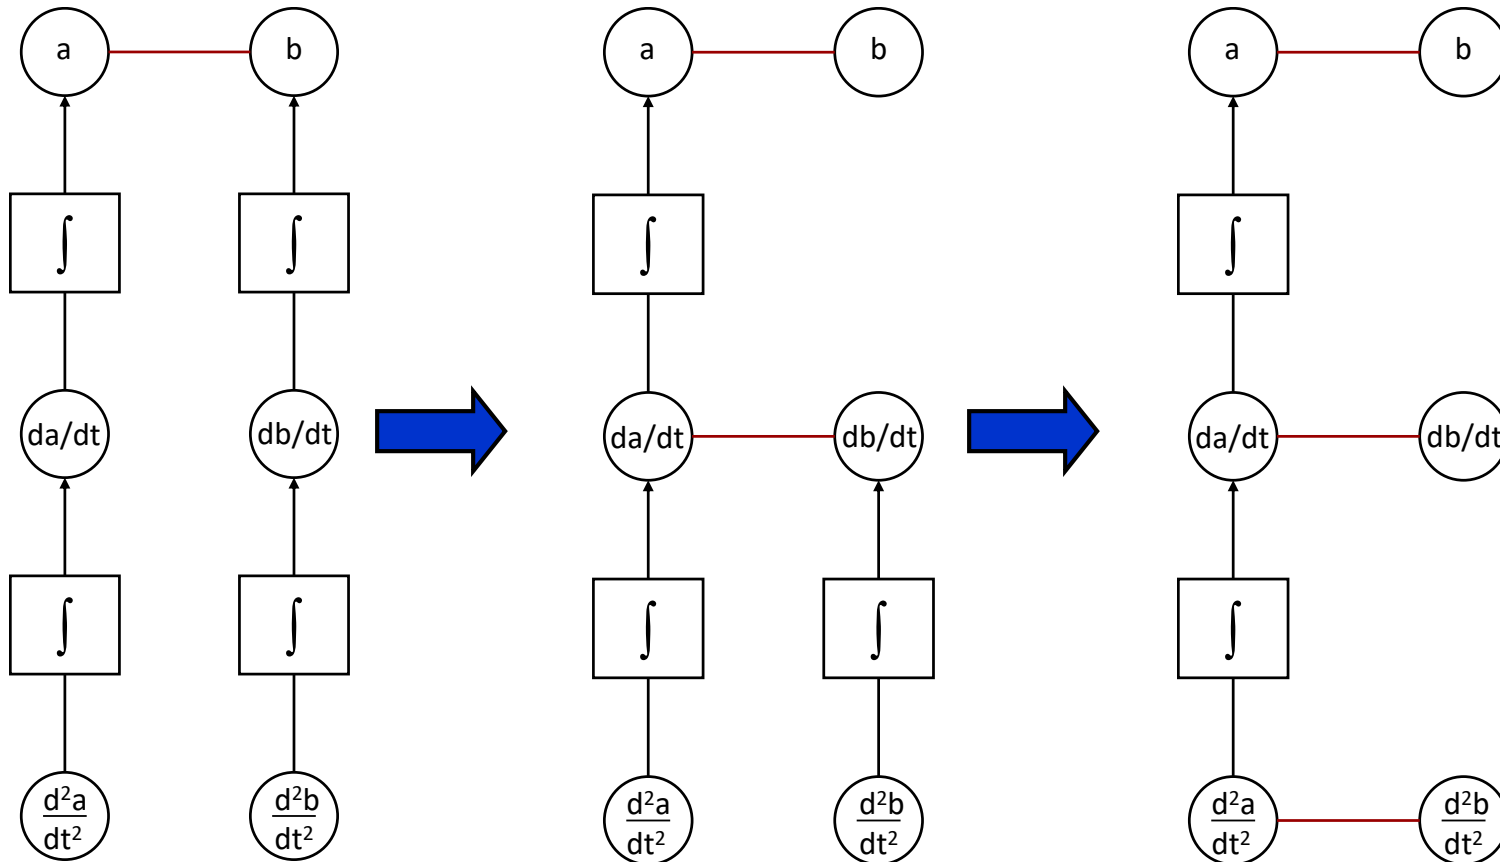 a b a b a b
∫ ∫ ∫ ∫
da/dt db/dt da/dt db/dt da/dt db/dt
∫ ∫ ∫ ∫ ∫
d²a d²b d²a d²b d²a d²b
dt² dt² dt² dt² dt² dt²